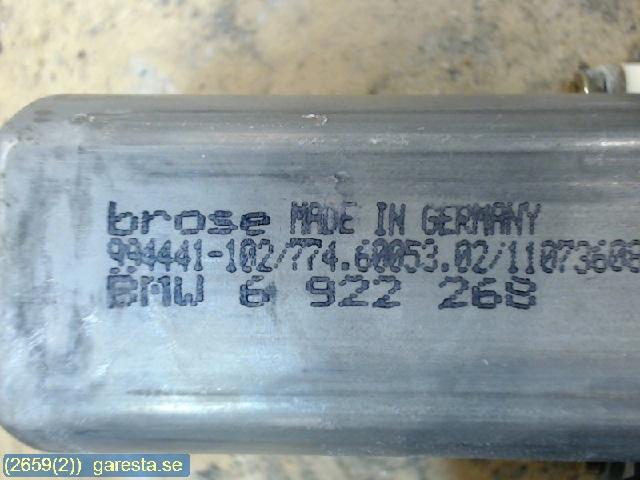 brose MADE IN GERMANY
994441-102/774.60053.02/11073608
BMW 6 922 268
(2659(2)) garesta.se